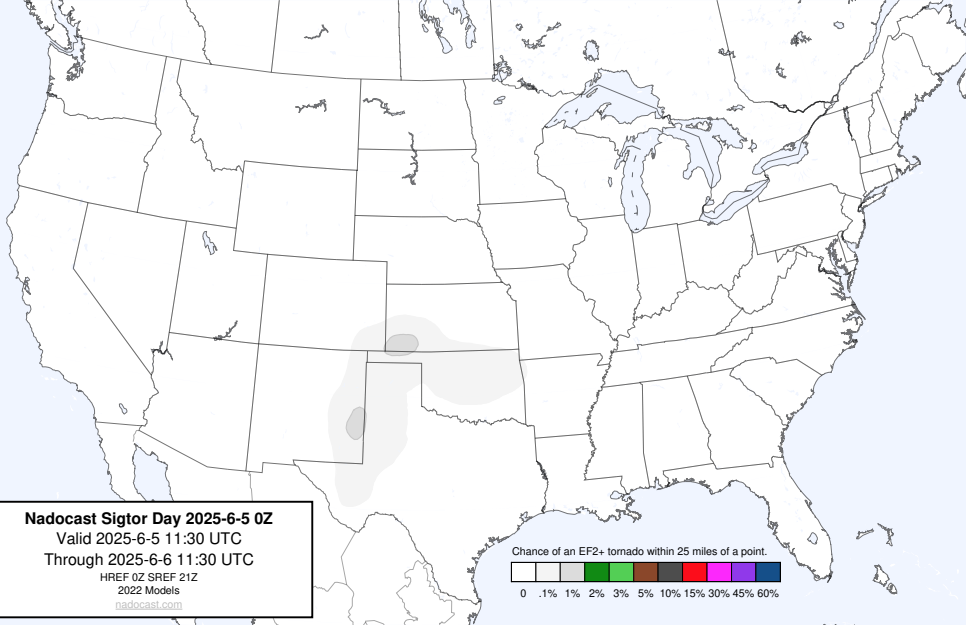 Nadocast Sigtor Day 2025-6-5 0Z
Valid 2025-6-5 11:30 UTC
Through 2025-6-6 11:30 UTC
HREF 0Z SREF 21Z
2022 Models
nadocast.com
Chance of an EF2+ tornado within 25 miles of a point.
0 .1% 1% 2% 3% 5% 10% 15% 30% 45% 60%